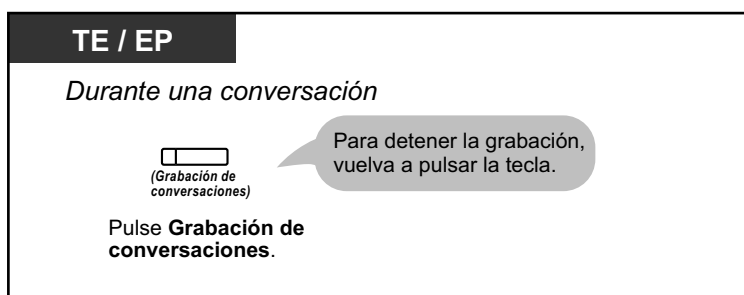 TE / EP
Durante una conversación
Para detener la grabación,
vuelva a pulsar la tecla.
(Grabación de
conversaciones)
Pulse Grabación de
conversaciones.